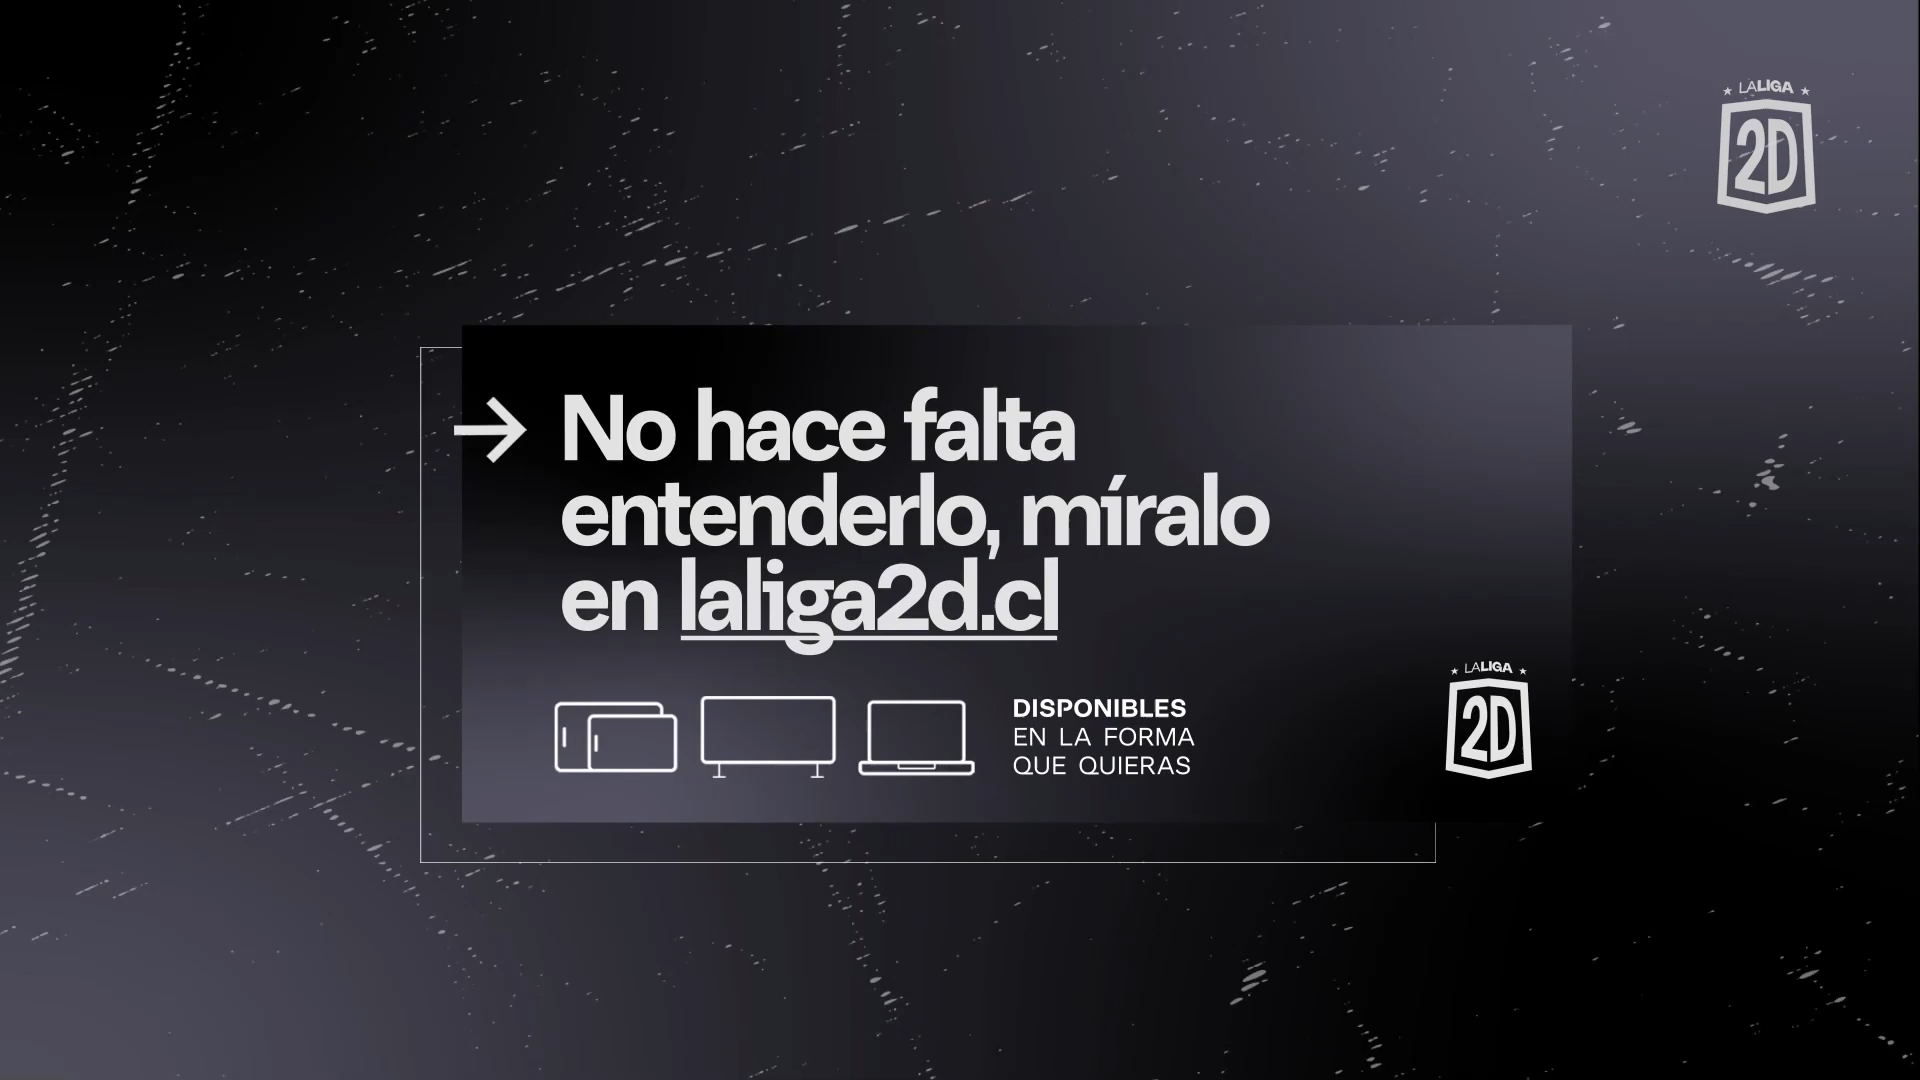 LALIGA
2D
No hace falta
entenderlo, míralo
en laliga2d.cl
DISPONIBLES
EN LA FORMA
QUE QUIERAS
LALIGA
2D